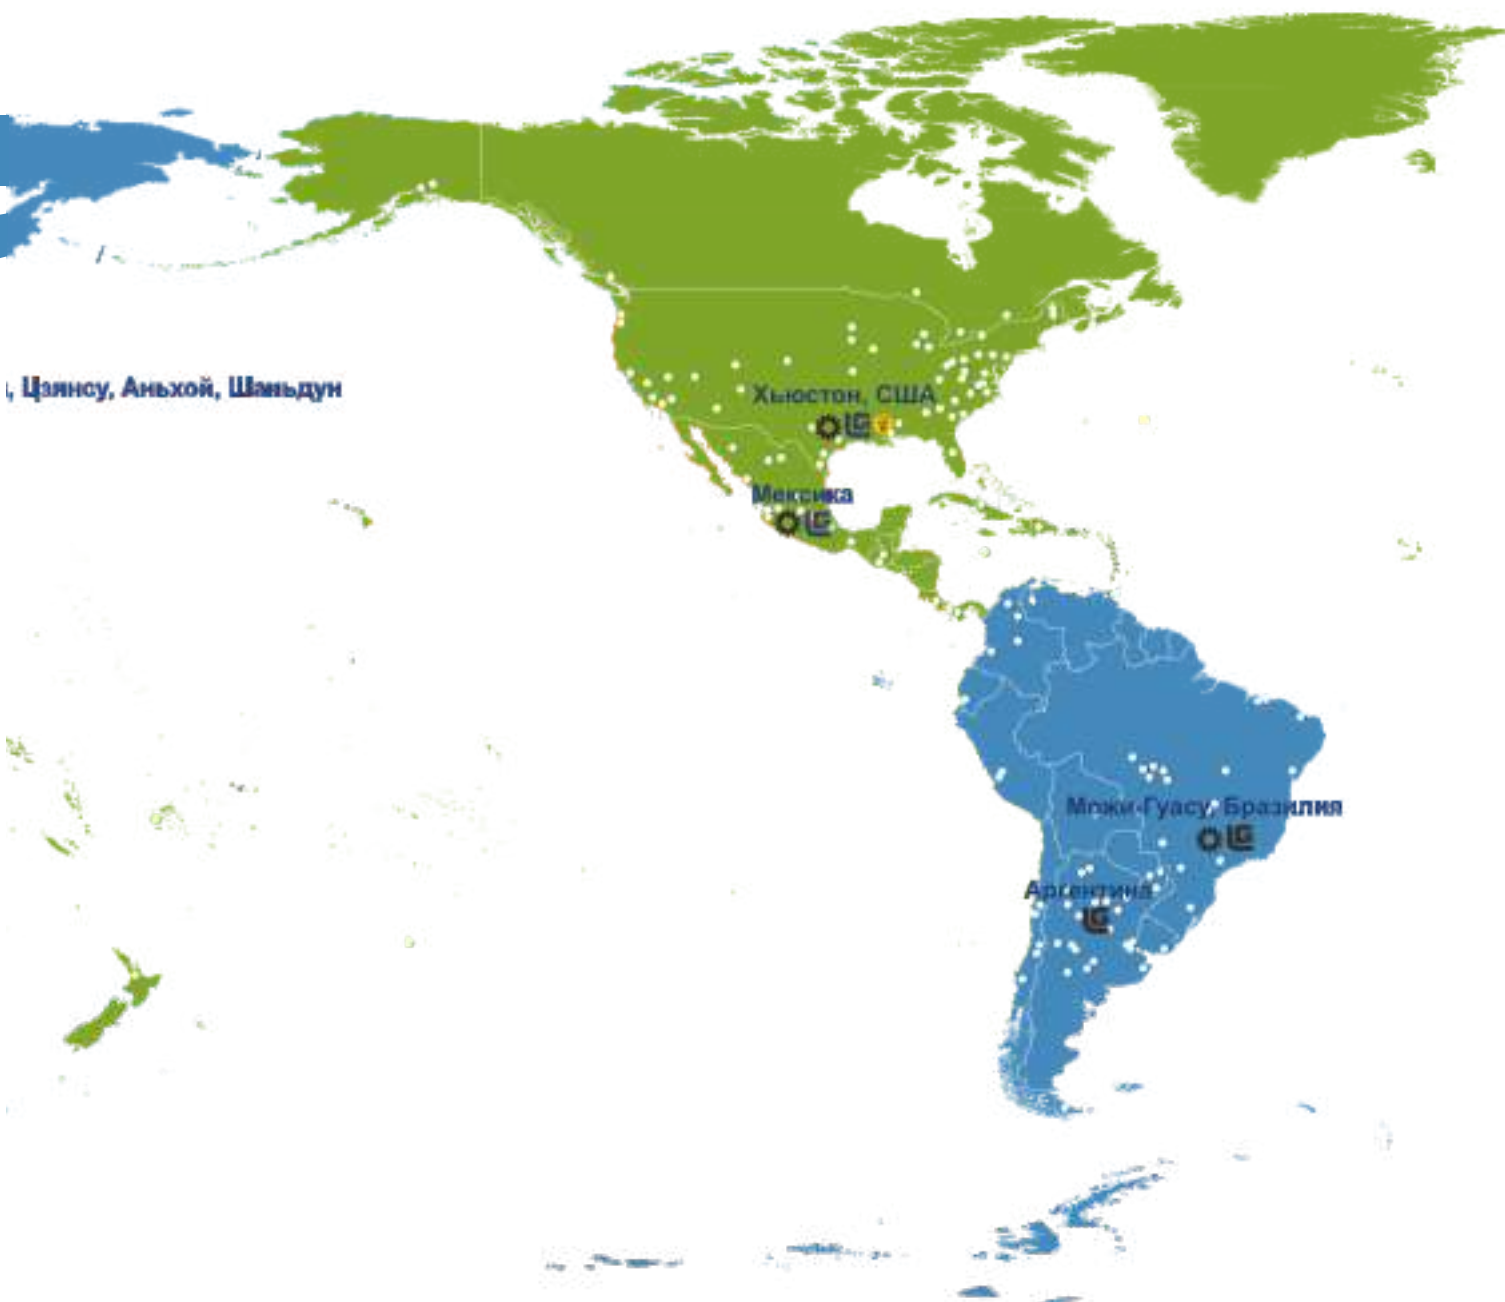 , Цзянсу, Аньхой, Шаньдун
Хьюстон, США
Мексика
Можи-Гуасу, Бразилия
Аргентина